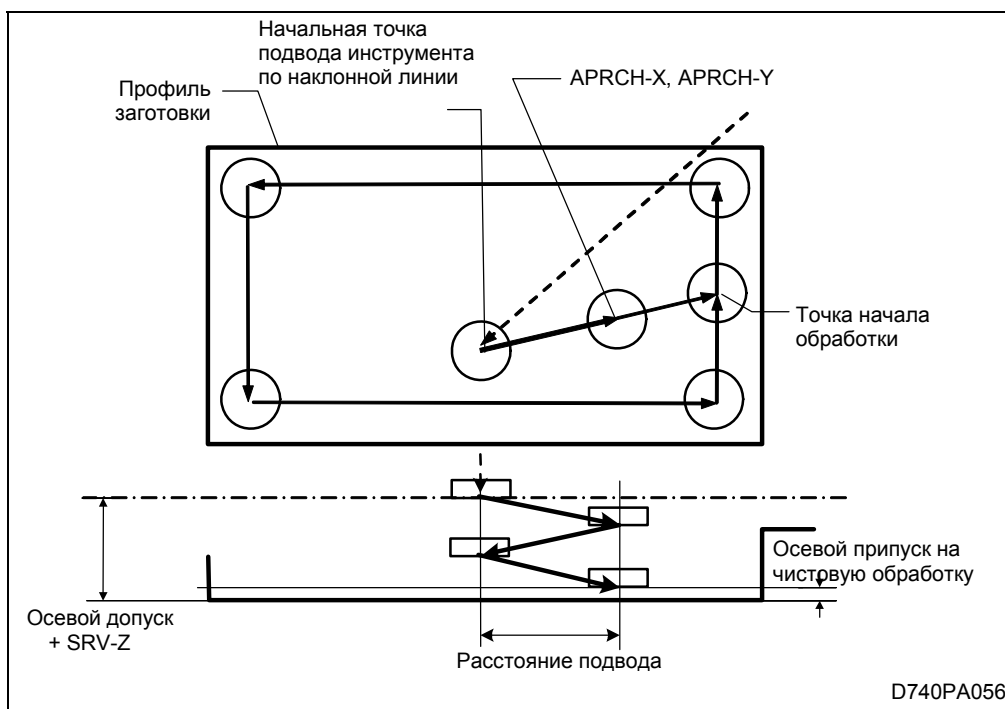 Начальная точка
подвода инструмента
по наклонной линии
APRCH-X, APRCH-Y
Профиль
заготовки
Точка начала
обработки
Осевой припуск на
чистовую обработку
Осевой допуск
+ SRV-Z
Расстояние подвода
D740PA056